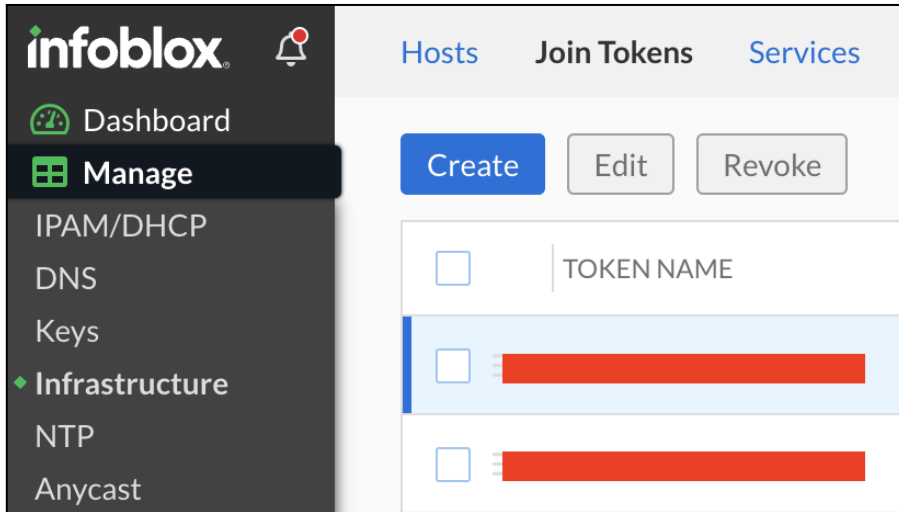 infoblox
Dashboard
Manage
IPAM/DHCP
DNS
Keys
Infrastructure
NTP
Anycast
Hosts Join Tokens Services
Create Edit Revoke
TOKEN NAME